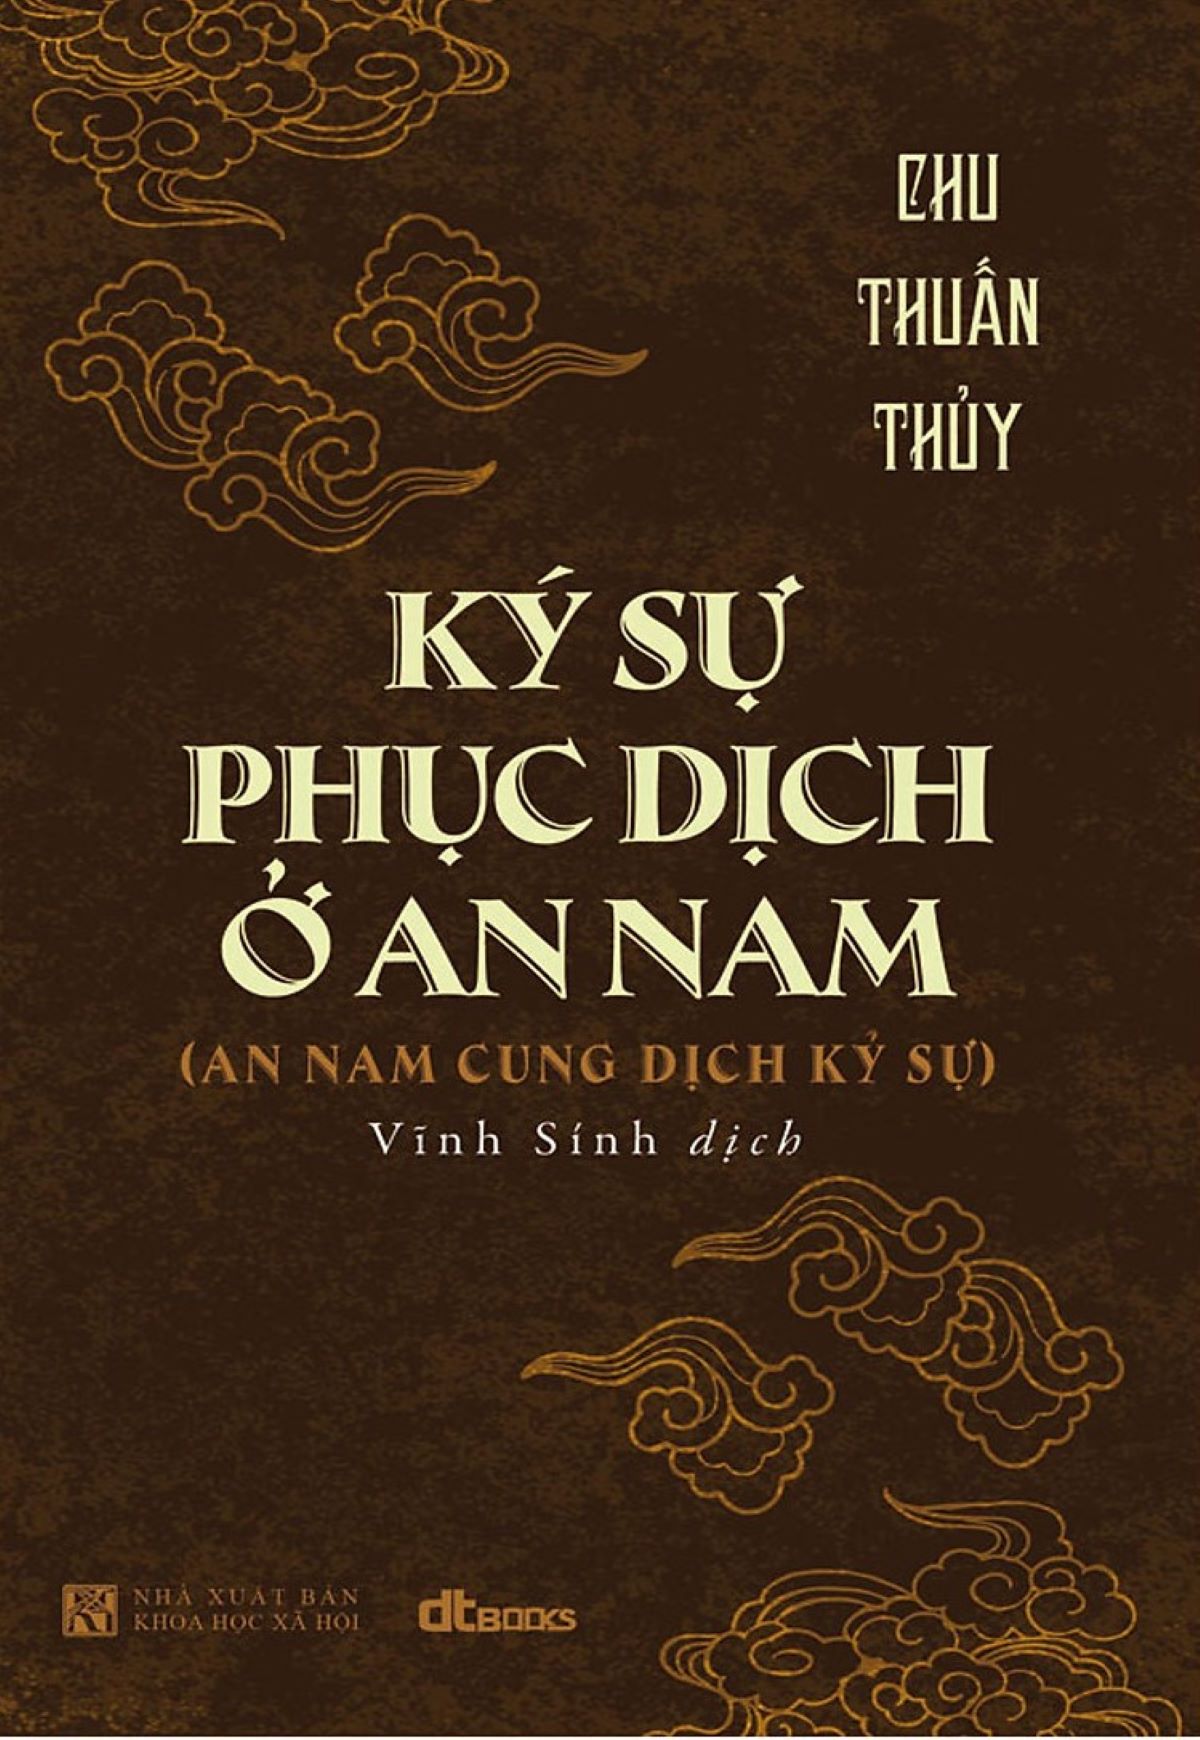 CHU
THUẤN
THỦY
KÝ SỰ
PHỤC DỊCH
Ở AN NAM
(AN NAM CUNG DỊCH KỶ SỰ)
Vĩnh Sính dịch
NHÀ XUẤT BẢN
KHOA HỌC XÃ HỘI
dtBOOKS